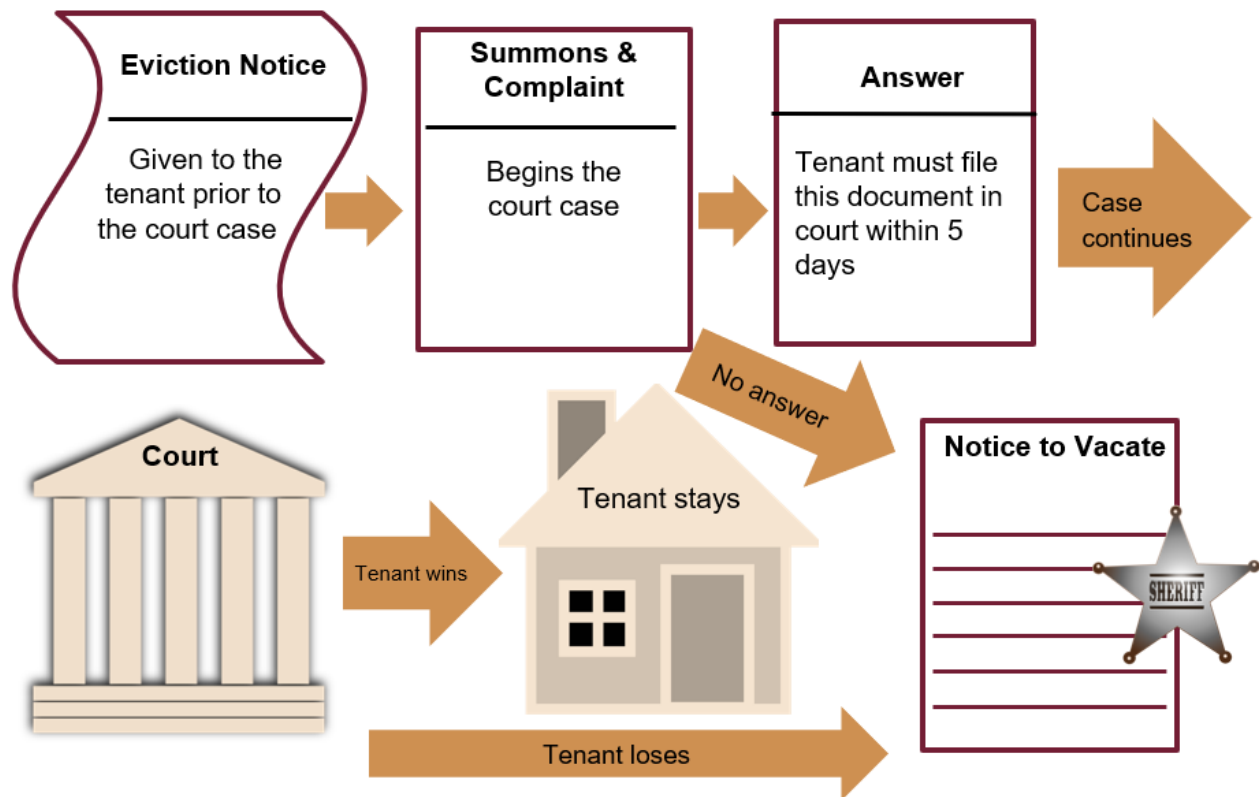 Eviction Notice
Given to the
tenant prior to
the court case
Summons &
Complaint
Begins the
court case
Answer
Tenant must file
this document in
court within 5
days
Case
continues
No answer
Court
Tenant wins
Tenant stays
Tenant loses
Notice to Vacate
SHERIFF